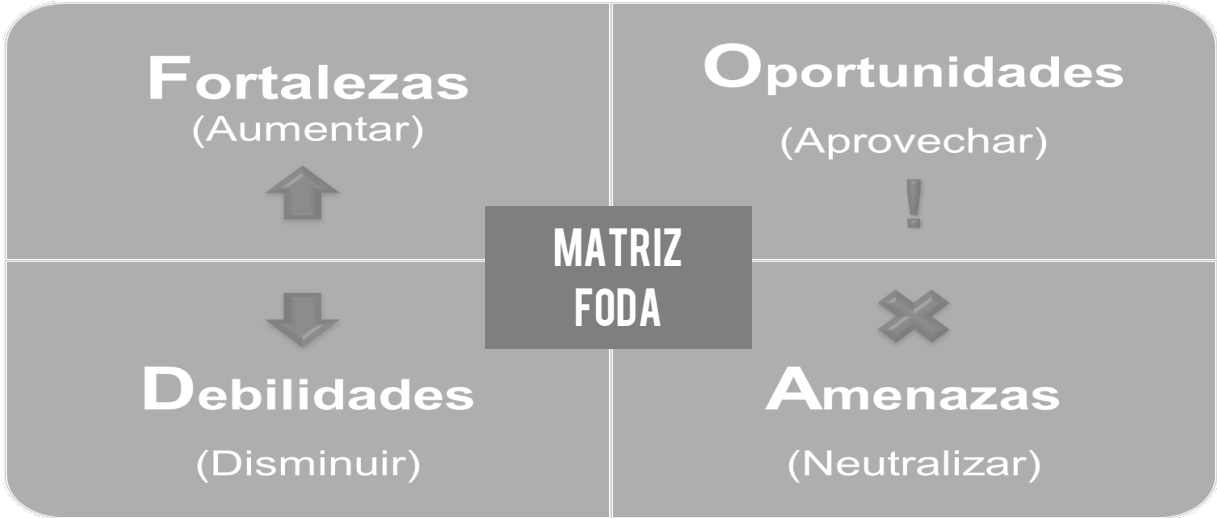 Fortalezas
(Aumentar)
Oportunidades
(Aprovechar)
!
MATRIZ
FODA
Debilidades
(Disminuir)
Amenazas
(Neutralizar)